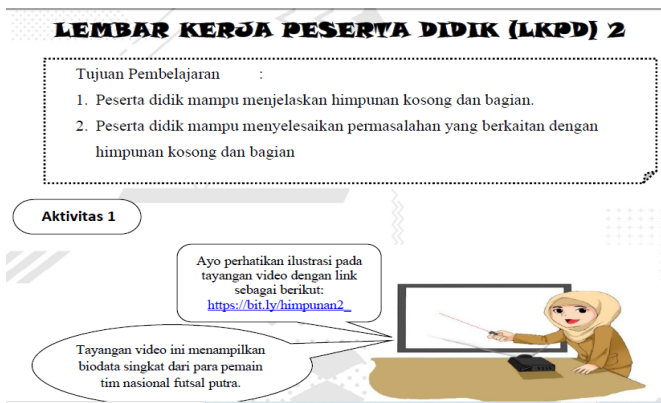 LEMBAR KERJA PESERTA DIDIK (LKPD) 2
Tujuan Pembelajaran :
1. Peserta didik mampu menjelaskan himpunan kosong dan bagian.
2. Peserta didik mampu menyelesaikan permasalahan yang berkaitan dengan
himpunan kosong dan bagian
Aktivitas 1
Ayo perhatikan ilustrasi pada
tayangan video dengan link
sebagai berikut:
https://bit.ly/himpunan2_
Tayangan video ini menampilkan
biodata singkat dari para pemain
tim nasional futsal putra.